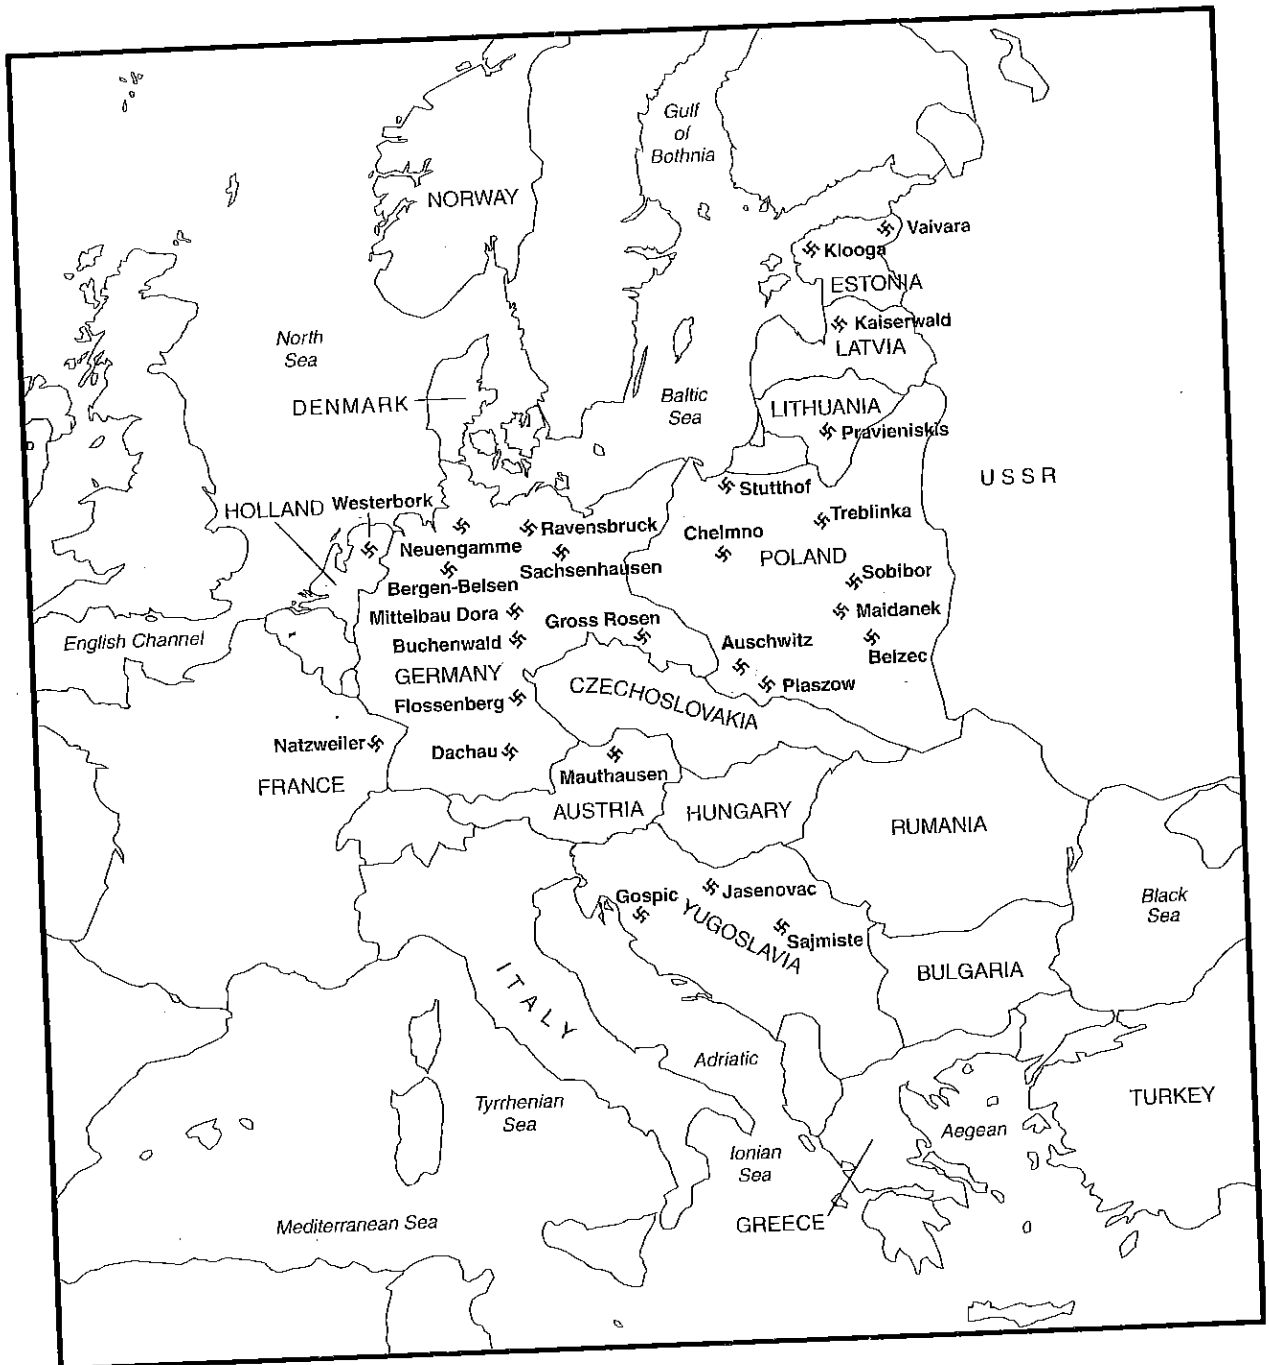 Gulf
of
Bothnia
NORWAY
Vaivara
Klooga
ESTONIA
Kaiserwald
LATVIA
North
Sea
DENMARK
Baltic
Sea
LITHUANIA
Pravieniskis
USSR
Stutthof
HOLLAND
Westerbork
Ravensbruck
Treblinka
Chelmno
Neuengamme
POLAND
Sachsenhausen
Sobibor
Bergen-Belsen
Mittelbau Dora
Gross Rosen
Maidanek
English Channel
Buchenwald
Auschwitz
Belzec
GERMANY
CZECHOSLOVAKIA
Plaszow
Flossenberg
Natzweiler
Dachau
Mauthausen
FRANCE
AUSTRIA
HUNGARY
RUMANIA
Gospic
Jasenovac
Black
Sea
YUGOSLAVIA
Sajmiste
BULGARIA
ITALY
Adriatic
Tyrrhenian
Sea
TURKEY
Aegean
Ionian
Sea
Mediterranean Sea
GREECE